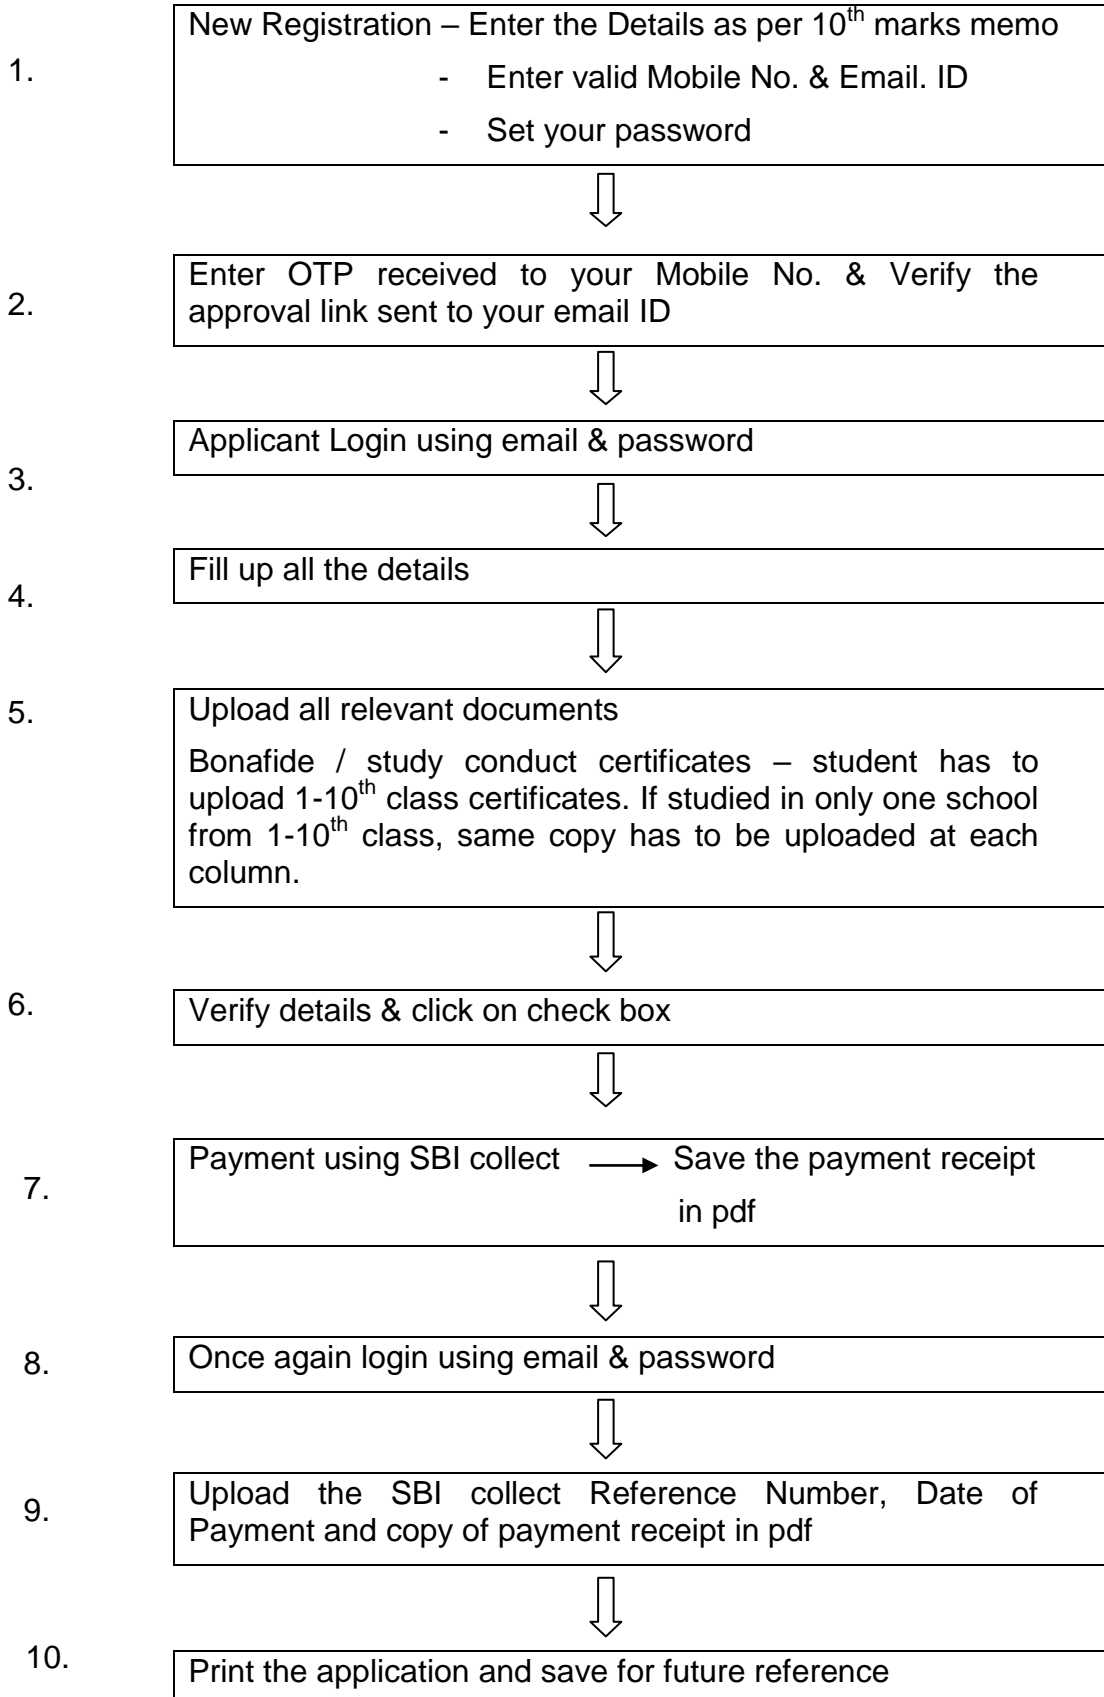 New Registration – Enter the Details as per 10th marks memo
1.
- Enter valid Mobile No. & Email. ID
- Set your password
2.
Enter OTP received to your Mobile No. & Verify the
approval link sent to your email ID
3.
Applicant Login using email & password
4.
Fill up all the details
5.
Upload all relevant documents
Bonafide / study conduct certificates – student has to
upload 1-10th class certificates. If studied in only one school
from 1-10th class, same copy has to be uploaded at each
column.
6.
Verify details & click on check box
7.
Payment using SBI collect Save the payment receipt
in pdf
8.
Once again login using email & password
9.
Upload the SBI collect Reference Number, Date of
Payment and copy of payment receipt in pdf
10.
Print the application and save for future reference